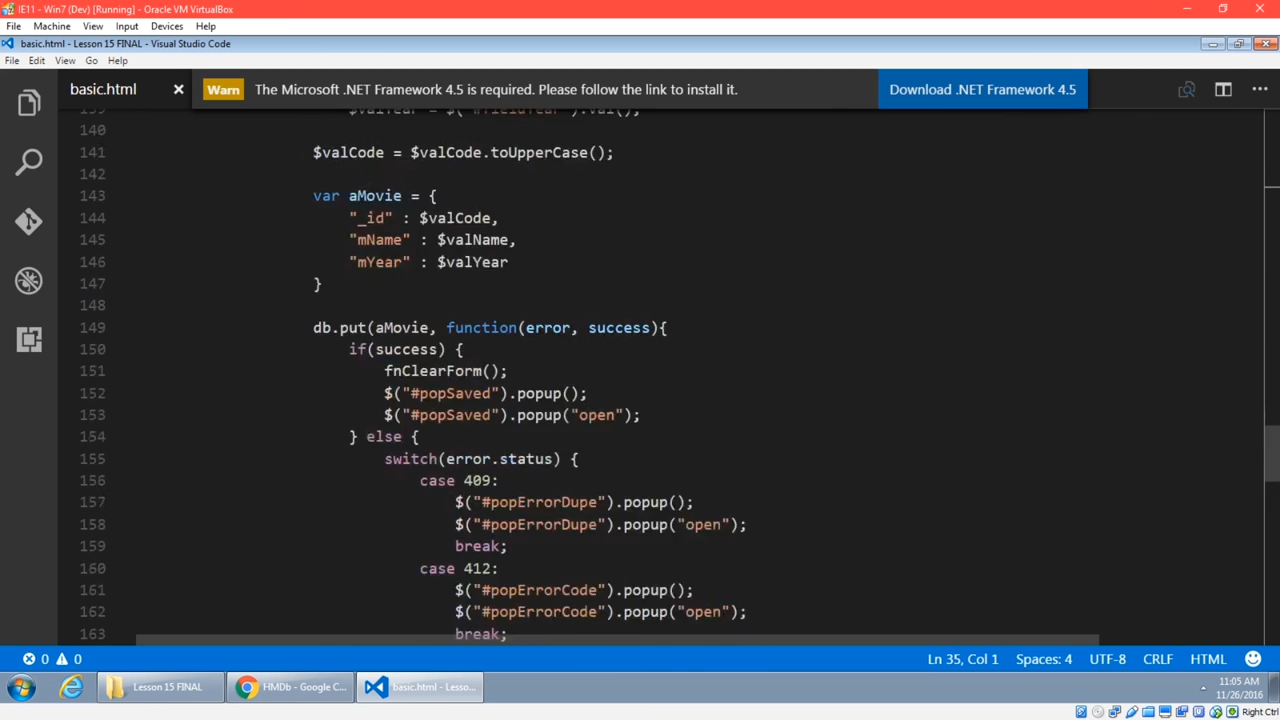 IE11 - Win7 (Dev) [Running] - Oracle VM VirtualBox
File Machine View Input Devices Help
basic.html - Lesson 15 FINAL - Visual Studio Code
File Edit View Go Help
basic.html
Warn The Microsoft .NET Framework 4.5 is required. Please follow the link to install it. Download .NET Framework 4.5
140
141 $valCode = $valCode.toUpperCase();
142
143 var aMovie = {
144 "_id" : $valCode,
145 "mName" : $valName,
146 "mYear" : $valYear
147 }
148
149 db.put(aMovie, function(error, success){
150 if(success) {
151 fnClearForm();
152 $("#popSaved").popup();
153 $("#popSaved").popup("open");
154 } else {
155 switch(error.status) {
156 case 409:
157 $("#popErrorDupe").popup();
158 $("#popErrorDupe").popup("open");
159 break;
160 case 412:
161 $("#popErrorCode").popup();
162 $("#popErrorCode").popup("open");
163 break;
0 0 Ln 35, Col 1 Spaces: 4 UTF-8 CRLF HTML
Lesson 15 FINAL HMDb - Google C... basic.html - Lesso... 11:05 AM
11/26/2016
Right Ctrl